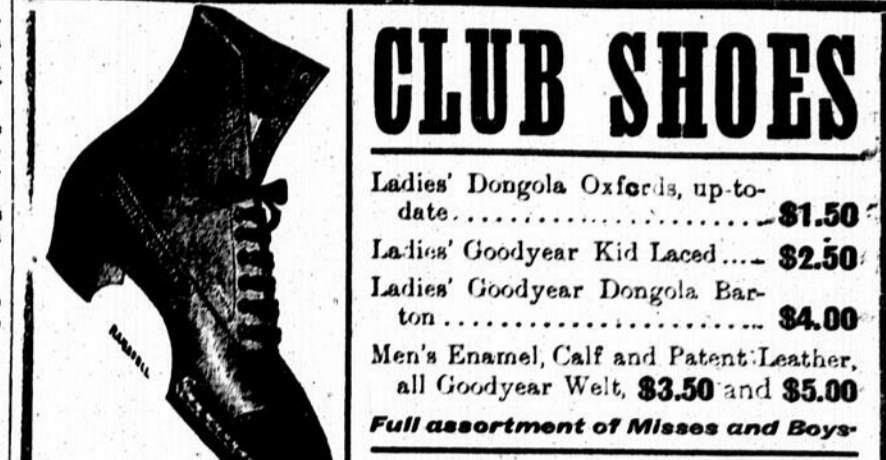 CLUB SHOES
Ladies' Dongola Oxfords, up-to-
date........................ $1.50
Ladies' Goodyear Kid Laced.... $2.50
Ladies' Goodyear Dongola Bar-
ton........................ $4.00
Men's Enamel, Calf and Patent Leather,
all Goodyear Welt, $3.50 and $5.00
Full assortment of Misses and Boys-